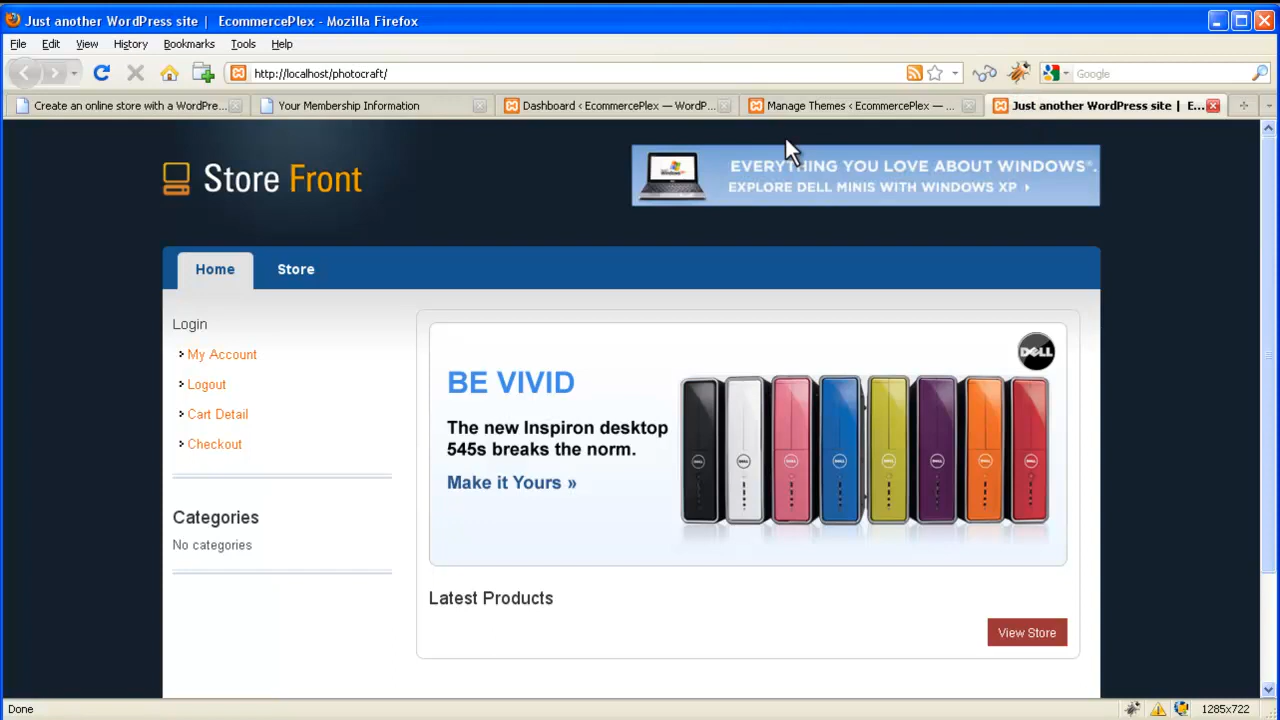 Just another WordPress site | EcommercePlex - Mozilla Firefox
File Edit View History Bookmarks Tools Help
http://localhost/photocraft/
Google
Create an online store with a WordPre...
Your Membership Information
Dashboard ‹ EcommercePlex — WordP...
Manage Themes ‹ EcommercePlex — ...
Just another WordPress site | E...
Store Front
EVERYTHING YOU LOVE ABOUT WINDOWS®.
EXPLORE DELL MINIS WITH WINDOWS XP
Home Store
Login
My Account
Logout
Cart Detail
Checkout
Categories
No categories
DELL
BE VIVID
The new Inspiron desktop
545s breaks the norm.
Make it Yours »
Latest Products
View Store
Done
1285x722